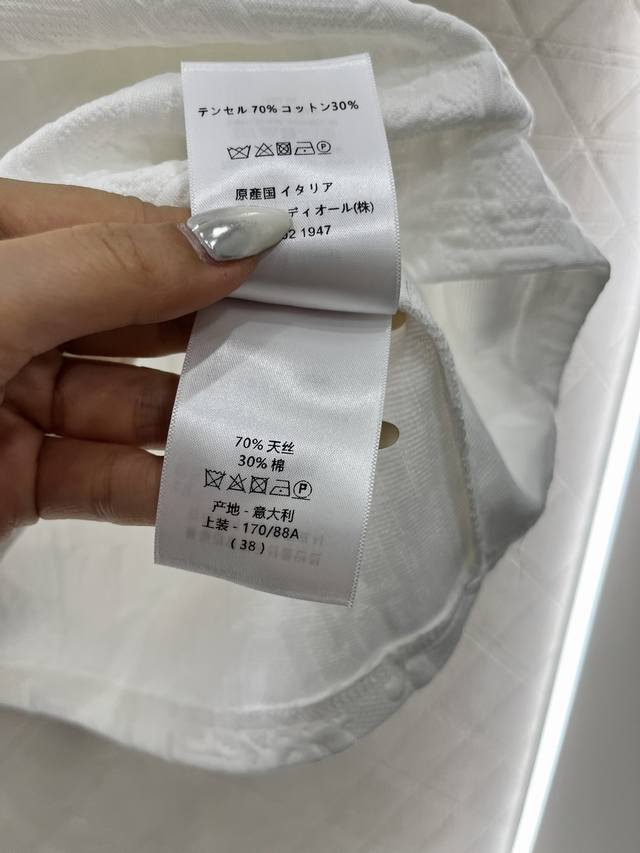 テンセル 70% コットン30%
原産国 イタリア
ディオール(株)
1947
70% 天丝
30% 棉
P
产地 - 意大利
上装 - 170/88A
( 38 )